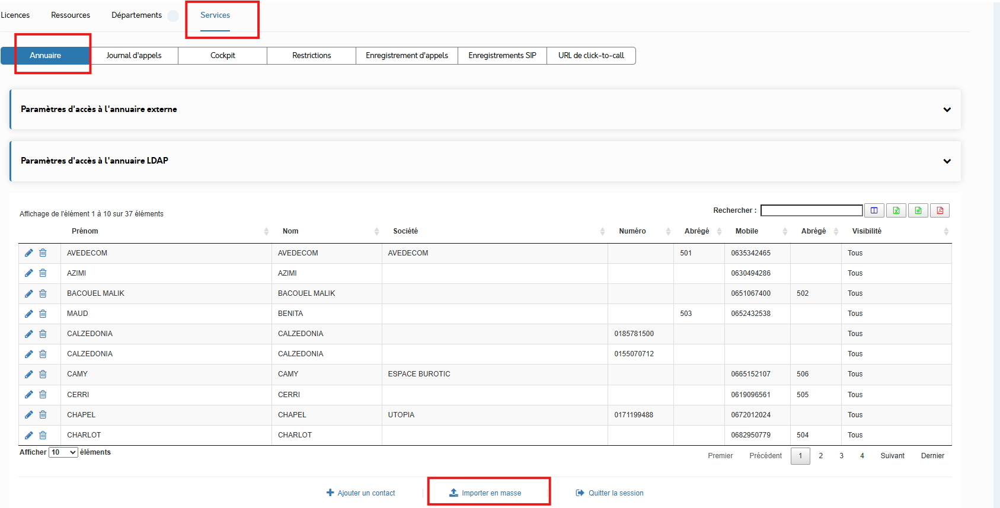 Licences Ressources Départements Services
Annuaire Journal d'appels Cockpit Restrictions Enregistrement d'appels Enregistrements SIP URL de click-to-call
Paramètres d'accès à l'annuaire externe
Paramètres d'accès à l'annuaire LDAP
Affichage de l'élément 1 à 10 sur 37 éléments Rechercher :
Prénom Nom Société Numéro Abrégé Mobile Abrégé Visibilité
AVEDECOM AVEDECOM AVEDECOM 501 0635342465 Tous
AZIMI AZIMI 0630494286 Tous
BACOUEL MALIK BACOUEL MALIK 0651067400 502 Tous
MAUD BENITA 503 0652432538 Tous
CALZEDONIA CALZEDONIA 0185781500 Tous
CALZEDONIA CALZEDONIA 0155070712 Tous
CAMY CAMY ESPACE BUROTIC 0665152107 506 Tous
CERRI CERRI 0619096561 505 Tous
CHAPEL CHAPEL UTOPIA 0171199488 0672012024 Tous
CHARLOT CHARLOT 0682950779 504 Tous
Afficher 10 éléments Premier Précédent 1 2 3 4 Suivant Dernier
Ajouter un contact Importer en masse Quitter la session